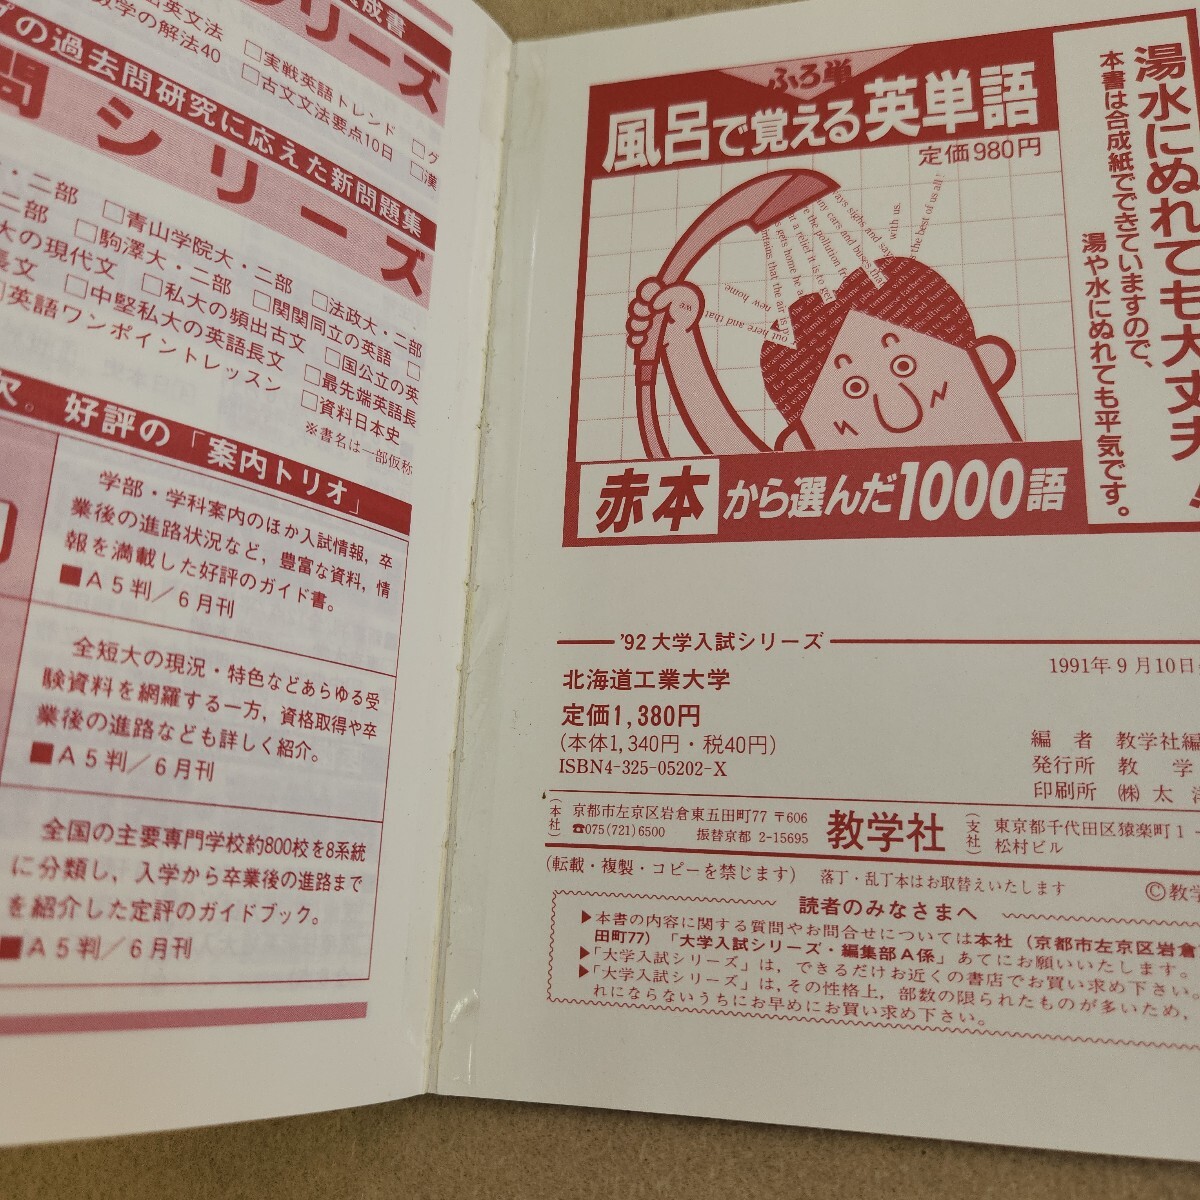 成書
シリーズ
出英文法
□実戦英語トレンド
数学の解法40
□古文文法要点10日
□漢
の過去問研究に応えた新問題集
問シリーズ
・二部 □青山学院大・二部 □法政大・二部
二部 □駒澤大・二部 □関関同立の英語
大の現代文 □私大の頻出古文 □国公立の英
長文 □中堅私大の英語長文 □最先端英語長
英語ワンポイントレッスン □資料日本史
※書名は一部仮称
次。好評の「案内トリオ」
学部・学科案内のほか入試情報，卒
業後の進路状況など，豊富な資料，情
報を満載した好評のガイド書。
■A5判／6月刊
全短大の現況・特色などあらゆる受
験資料を網羅する一方，資格取得や卒
業後の進路なども詳しく紹介。
■A5判／6月刊
全国の主要専門学校約800校を8系統
に分類し，入学から卒業後の進路まで
を紹介した定評のガイドブック。
■A5判／6月刊
ふろ単
風呂で覚える英単語
定価980円
with us.
the best of us all!
new home.
out here and that
we
赤本から選んだ1000語
湯水にぬれても大丈夫!
本書は合成紙でできていますので、
湯や水にぬれても平気です。
'92 大学入試シリーズ
北海道工業大学
1991年9月10日
定価1,380円
(本体1,340円・税40円)
ISBN4-325-05202-X
編 者 教学社編
発行所 教 学
印刷所 ㈱ 太 洋
(本社) 京都市左京区岩倉東五田町77 〒606
☎075(721)6500 振替京都 2-15695
教学社
(支社) 東京都千代田区猿楽町1-
松村ビル
(転載・複製・コピーを禁じます) 落丁・乱丁本はお取替えいたします
©教学
読者のみなさまへ
▶本書の内容に関する質問やお問合せについては本社（京都市左京区岩倉
田町77）「大学入試シリーズ・編集部A係」あてにお願いいたします。
▶「大学入試シリーズ」は，できるだけお近くの書店でお買い求め下さい。
▶「大学入試シリーズ」は，その性格上，部数の限られたものが多いため，
れにならないうちにお早めにお買い求め下さい。